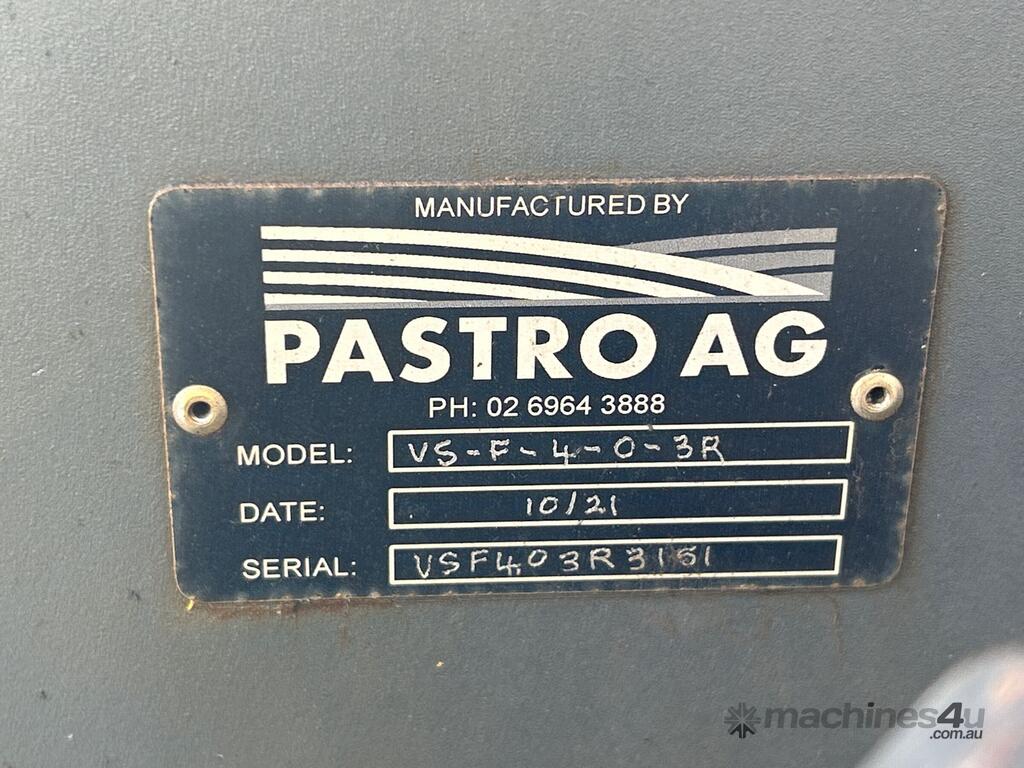 MANUFACTURED BY
PASTRO AG
PH: 02 6964 3888
MODEL: VS-F-4-0-3R
DATE: 10/21
SERIAL: VSF403R3151
machines4u
.com.au